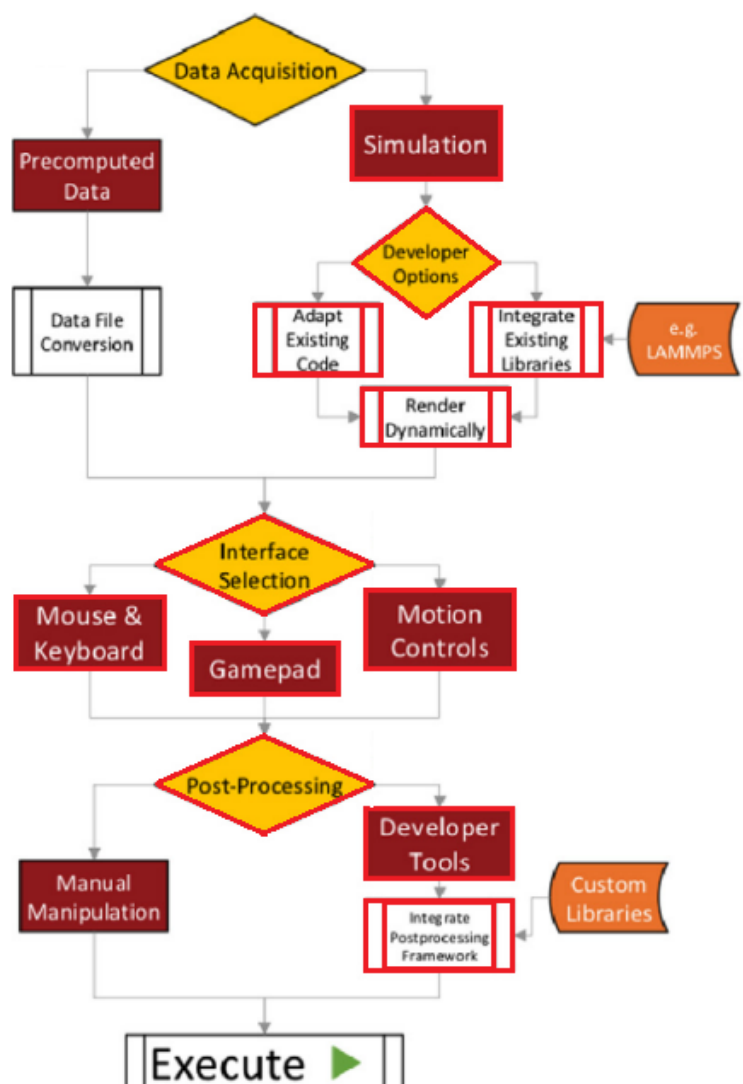 Data Acquisition
Precomputed
Data
Simulation
Developer
Options
Data File
Conversion
Adapt
Existing
Code
Integrate
Existing
Libraries
e.g.
LAMMPS
Render
Dynamically
Interface
Selection
Mouse &
Keyboard
Gamepad
Motion
Controls
Post-Processing
Manual
Manipulation
Developer
Tools
Integrate
Postprocessing
Framework
Custom
Libraries
Execute